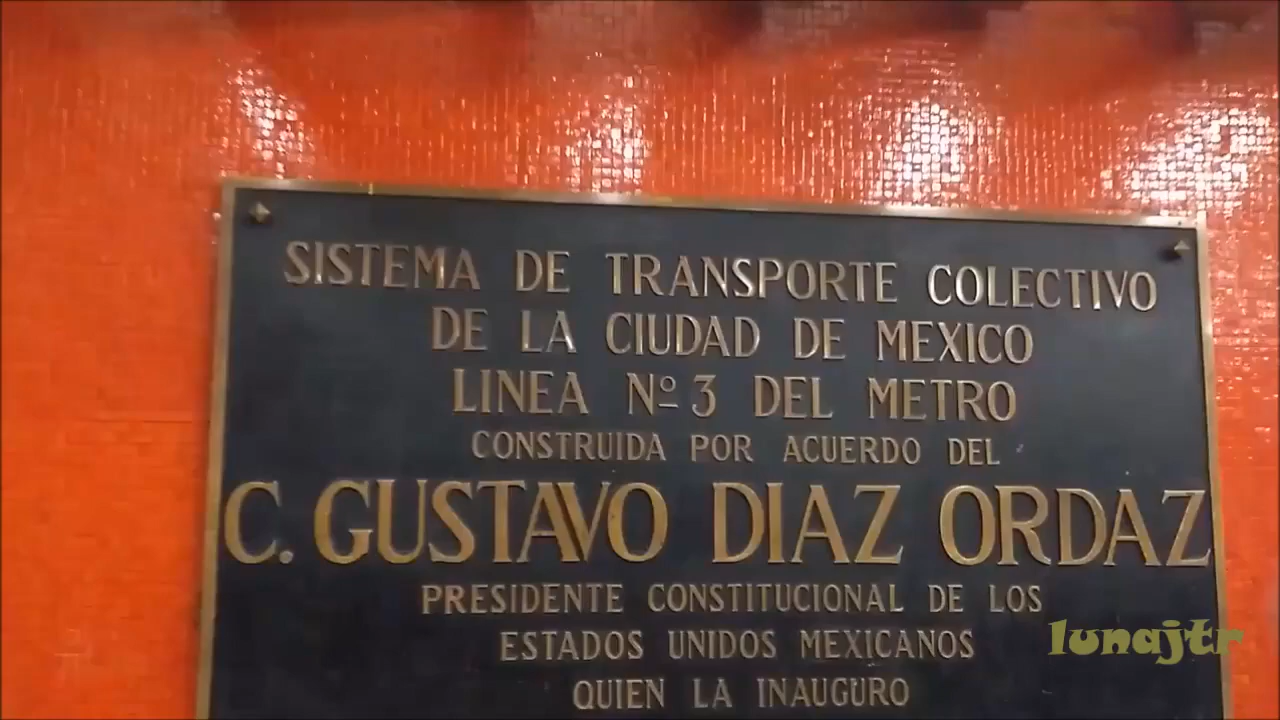 SISTEMA DE TRANSPORTE COLECTIVO
DE LA CIUDAD DE MEXICO
LINEA Nº 3 DEL METRO
CONSTRUIDA POR ACUERDO DEL
C. GUSTAVO DIAZ ORDAZ
PRESIDENTE CONSTITUCIONAL DE LOS
ESTADOS UNIDOS MEXICANOS
QUIEN LA INAUGURO
lunajtr